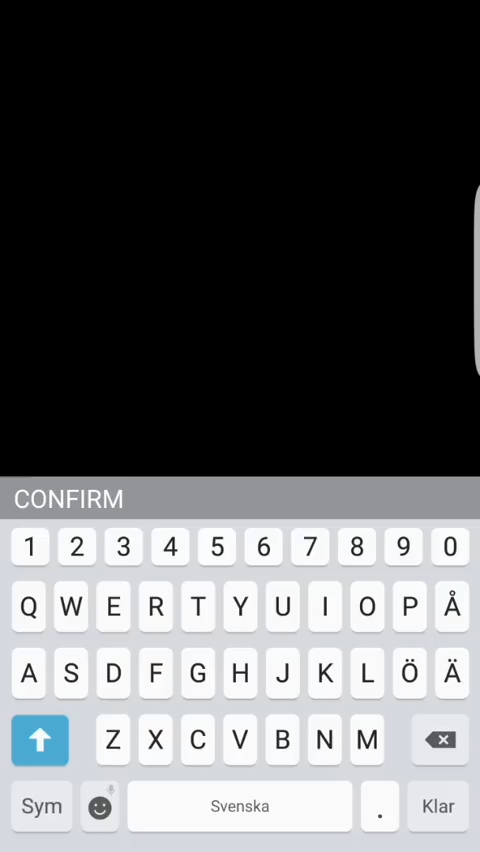 CONFIRM
1 2 3 4 5 6 7 8 9 0
Q W E R T Y U I O P Å
A S D F G H J K L Ö Ä
Z X C V B N M
Sym Svenska . Klar